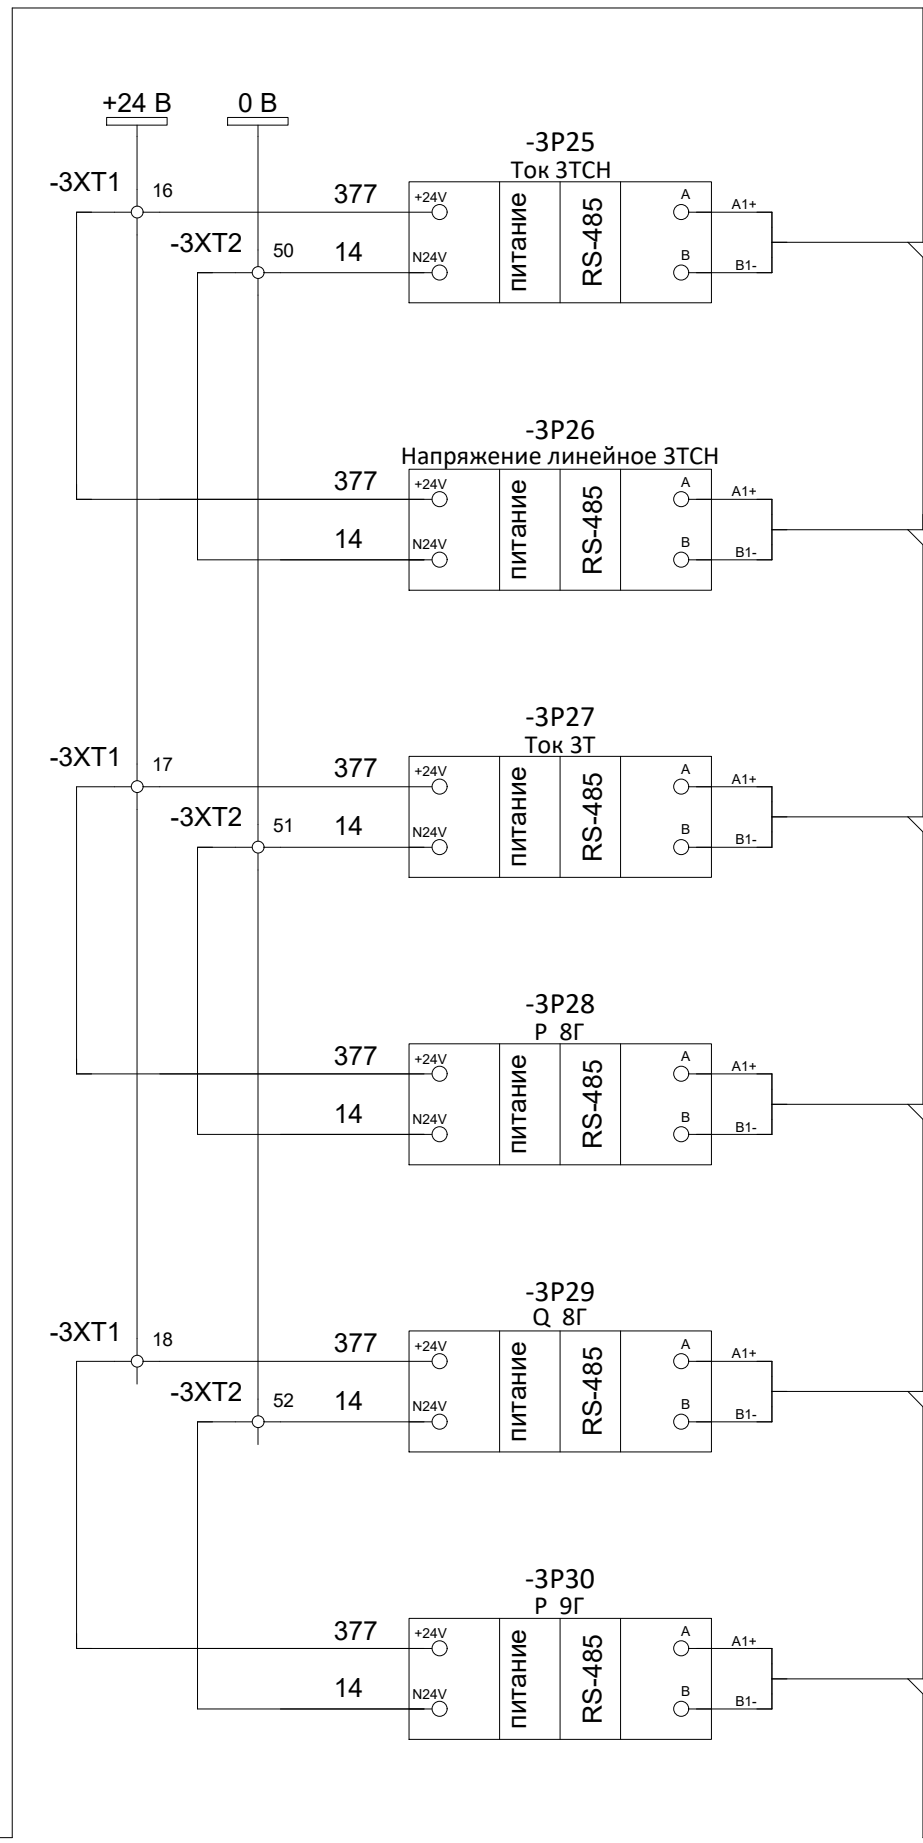 +24 В 0 В
-3P25
Ток 3ТСН
-3XT1 16 377 +24V питание RS-485 A A1+
-3XT2 50 14 N24V B B1-
-3P26
Напряжение линейное 3ТСН
377 +24V питание RS-485 A A1+
14 N24V B B1-
-3P27
Ток 3Т
-3XT1 17 377 +24V питание RS-485 A A1+
-3XT2 51 14 N24V B B1-
-3P28
P 8Г
377 +24V питание RS-485 A A1+
14 N24V B B1-
-3P29
Q 8Г
-3XT1 18 377 +24V питание RS-485 A A1+
-3XT2 52 14 N24V B B1-
-3P30
P 9Г
377 +24V питание RS-485 A A1+
14 N24V B B1-